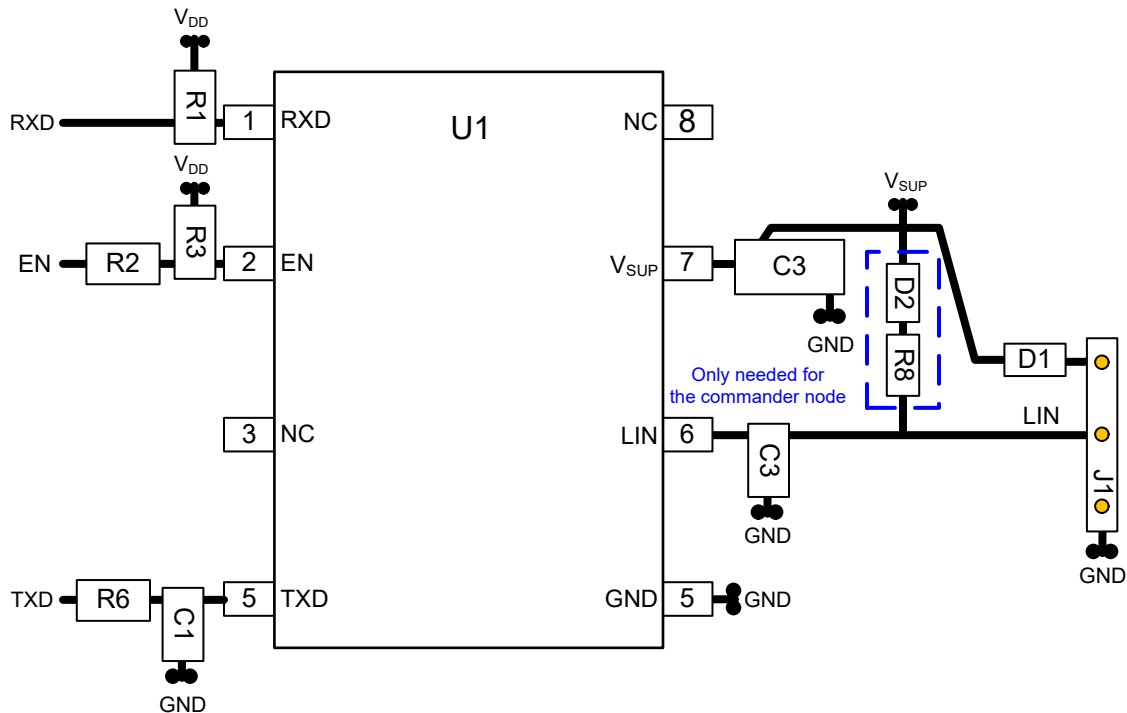 VDD
RXD
R1
1
RXD
U1
NC
8
VDD
EN
R2
R3
2
EN
VSUP
7
C3
GND
VSUP
D2
R8
D1
Only needed for
the commander node
3
NC
LIN
6
C3
GND
LIN
J1
GND
TXD
R6
C1
GND
5
TXD
GND
5
GND